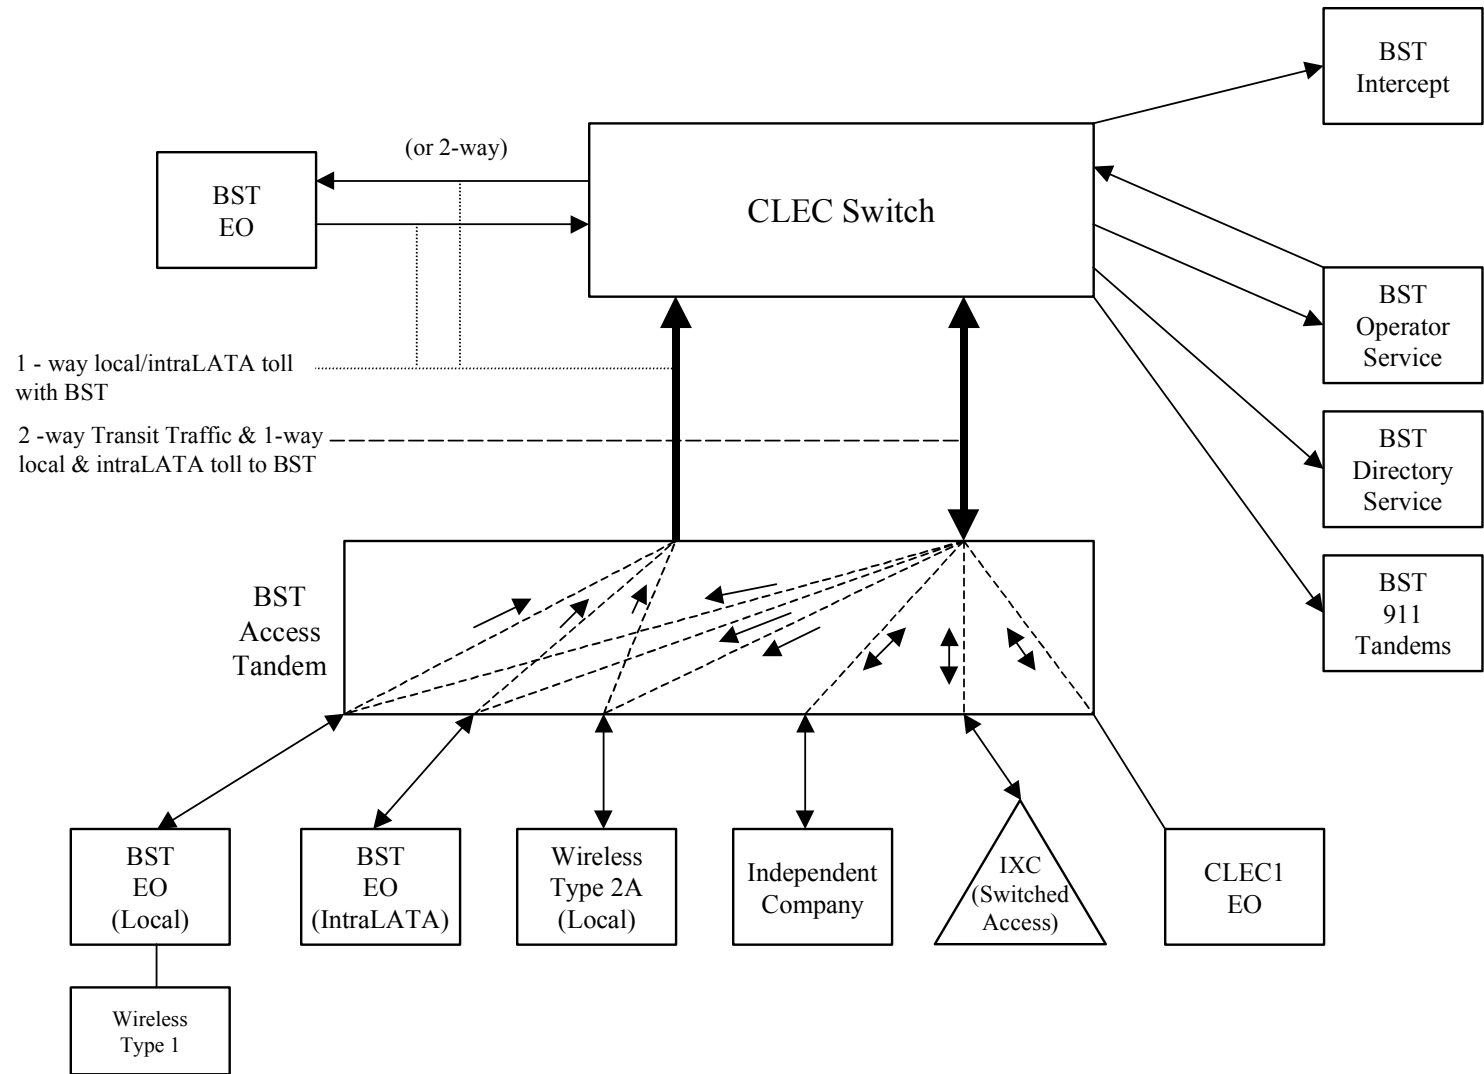 BST
Intercept
(or 2-way)
BST
EO
CLEC Switch
BST
Operator
Service
1 - way local/intraLATA toll
with BST
2 -way Transit Traffic & 1-way
local & intraLATA toll to BST
BST
Directory
Service
BST
911
Tandems
BST
Access
Tandem
BST
EO
(Local)
BST
EO
(IntraLATA)
Wireless
Type 2A
(Local)
Independent
Company
IXC
(Switched
Access)
CLEC1
EO
Wireless
Type 1